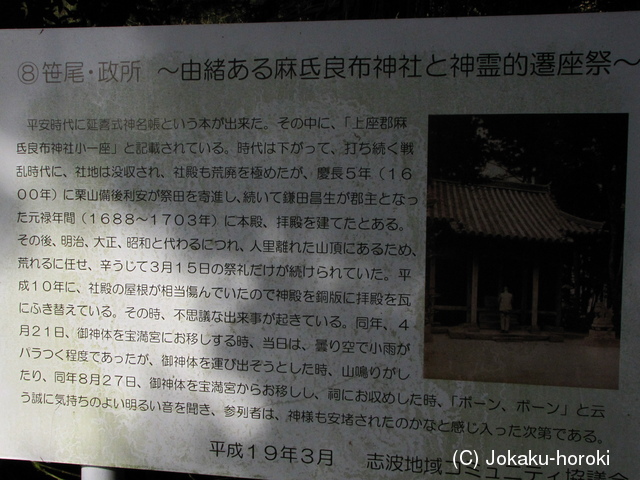 ⑧笹尾・政所　～由緒ある麻氐良布神社と神霊的遷座祭～
平安時代に延喜式神名帳という本が出来た。その中に、「上座郡麻
氐良布神社小一座」と記載されている。時代は下がって、打ち続く戦
乱時代に、社地は没収され、社殿も荒廃を極めたが、慶長５年（１６
００年）に栗山備後利安が祭田を寄進し、続いて鎌田昌生が郡主となっ
た元禄年間（１６８８～１７０３年）に本殿、拝殿を建てたとある。
その後、明治、大正、昭和と代わるにつれ、人里離れた山頂にあるため、
荒れるに任せ、辛うじて３月１５日の祭礼だけが続けられていた。平
成１０年に、社殿の屋根が相当傷んでいたので神殿を銅版に拝殿を瓦
にふき替えている。その時、不思議な出来事が起きている。同年、４
月２１日、御神体を宝満宮にお移しする時、当日は、曇り空で小雨が
パラつく程度であったが、御神体を運び出そうとした時、山鳴りがし
たり、同年８月２７日、御神体を宝満宮からお移しし、祠にお収めした時、「ボーン、ボーン」と云
う誠に気持ちのよい明るい音を聞き、参列者は、神様も安堵されたのかなと感じ入った次第である。
平成１９年３月　志波地域コミュニティ協議会
(C) Jokaku-horoki